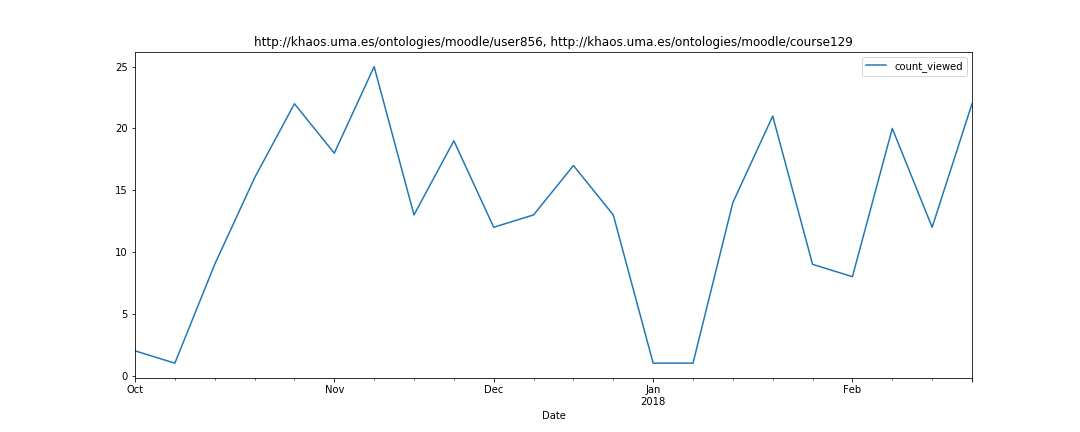 http://khaos.uma.es/ontologies/moodle/user856, http://khaos.uma.es/ontologies/moodle/course129
count_viewed
25
20
15
10
5
0
Oct Nov Dec Jan Feb
2018
Date